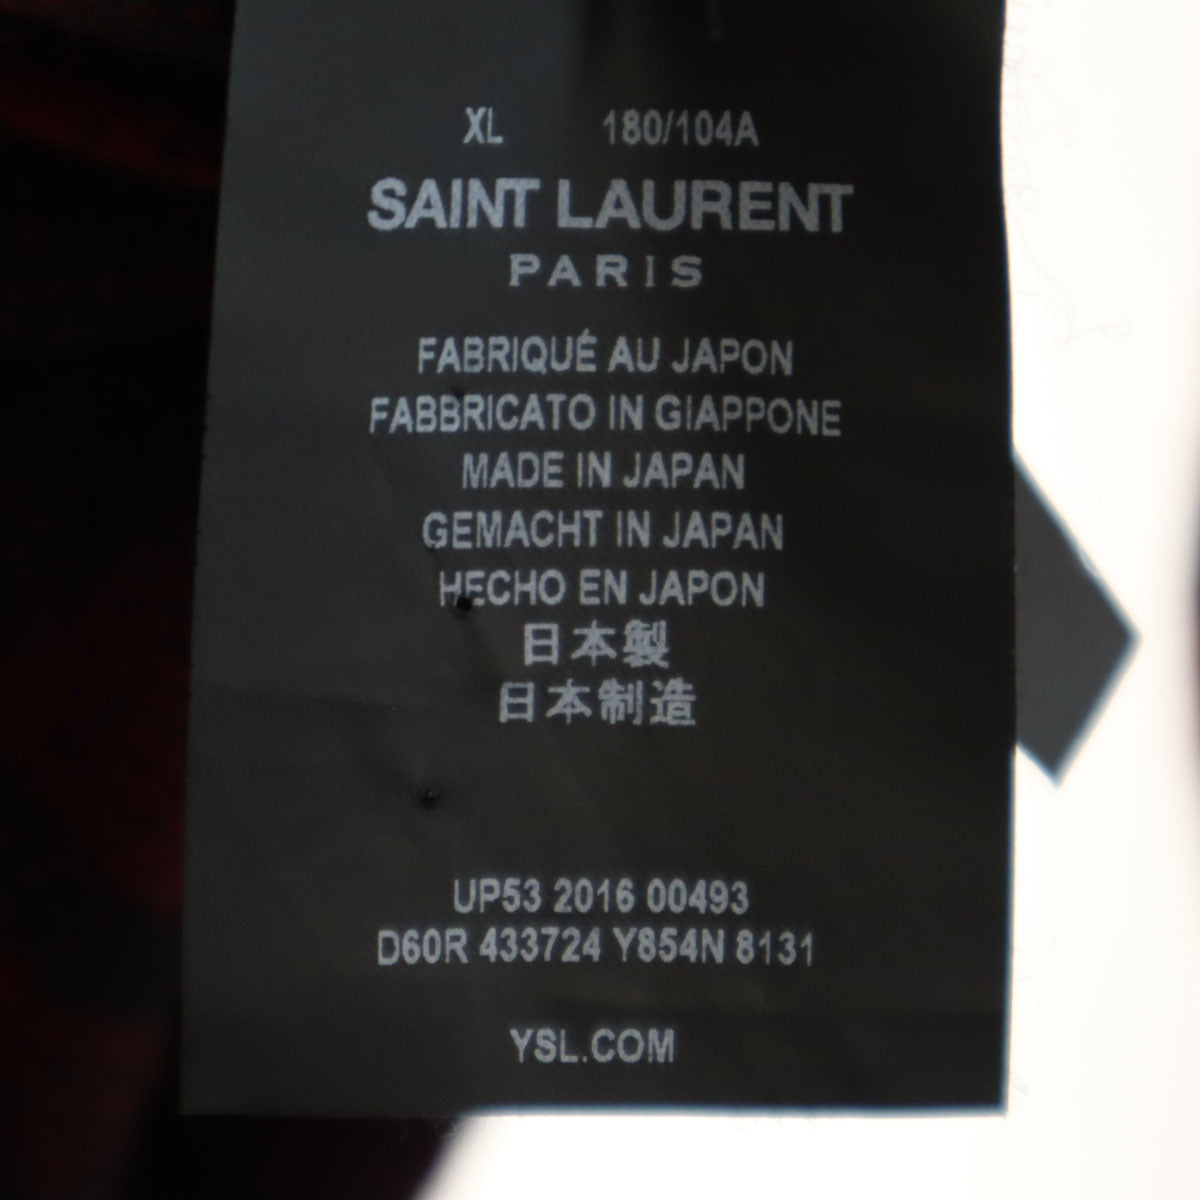 XL 180/104A
SAINT LAURENT
PARIS
FABRIQUÉ AU JAPON
FABBRICATO IN GIAPPONE
MADE IN JAPAN
GEMACHT IN JAPAN
HECHO EN JAPON
日本製
日本制造
UP53 2016 00493
D60R 433724 Y854N 8131
YSL.COM